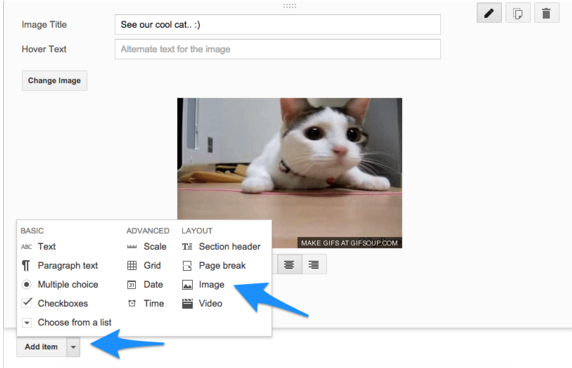 Image Title
See our cool cat.. :)
Hover Text
Alternate text for the image
Change Image
MAKE GIFS AT GIFSOUP.COM
BASIC ADVANCED LAYOUT
ABC Text Scale Tт Section header
Paragraph text Grid Page break
Multiple choice 31 Date Image
Checkboxes Time Video
Choose from a list
Add item